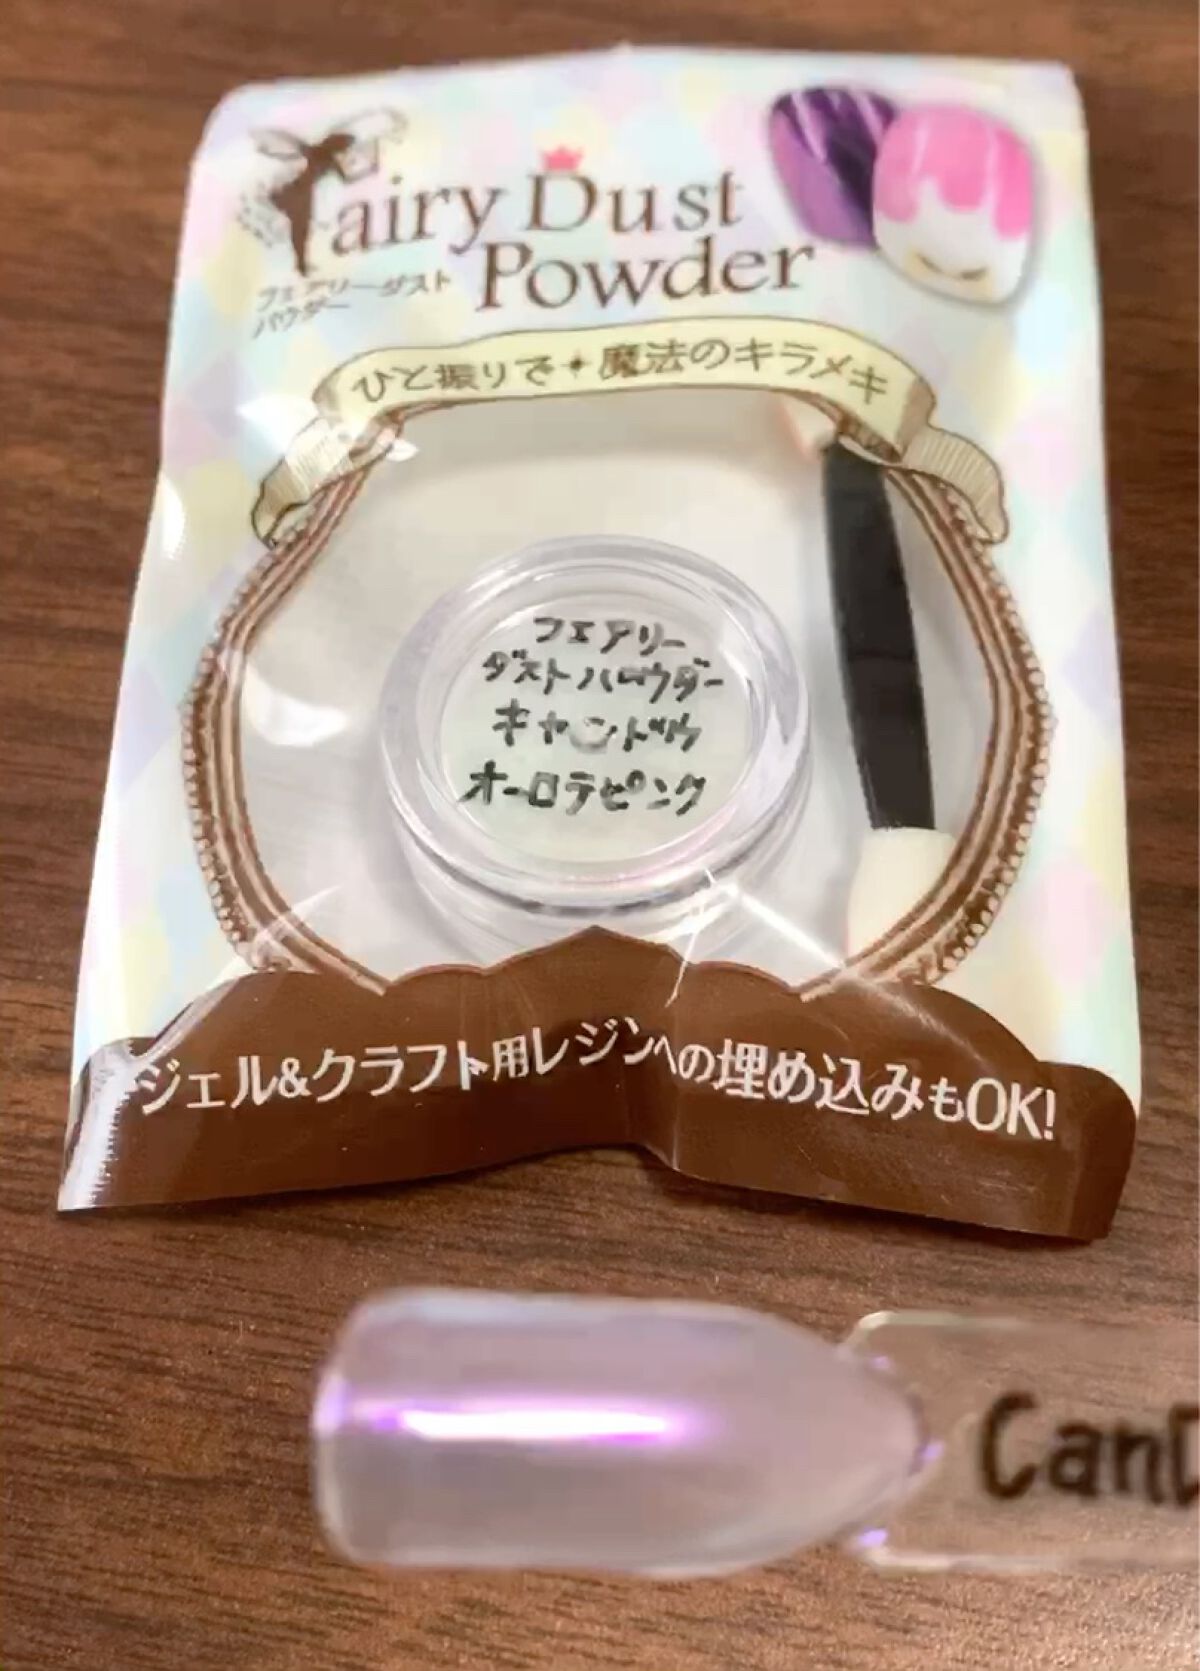 Fairy Dust
Powder
フェアリーダスト
パウダー
ひと振りで✦魔法のキラメキ
フェアリー
ダストパウダー
キャンドゥ
オーロラピンク
ジェル&クラフト用レジンへの埋め込みもOK!
CanD